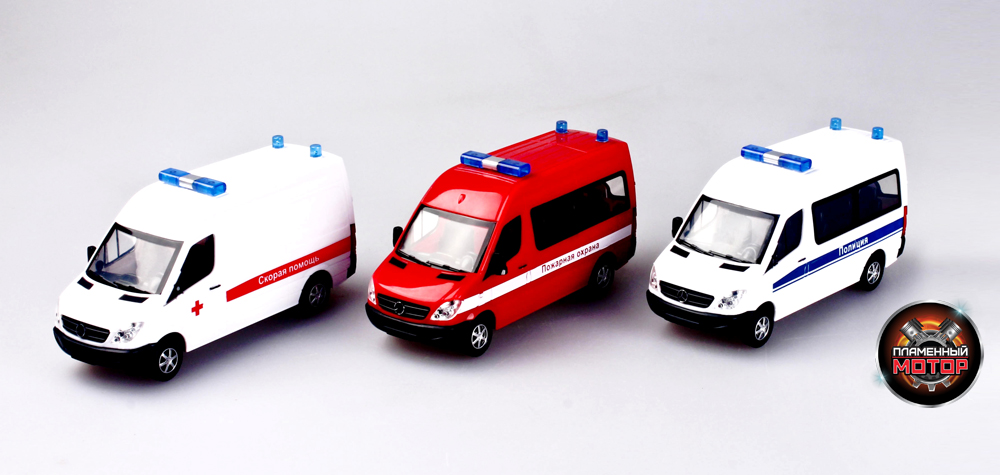 Скорая помощь
Пожарная охрана
Полиция
ПЛАМЕННЫЙ
МОТОР